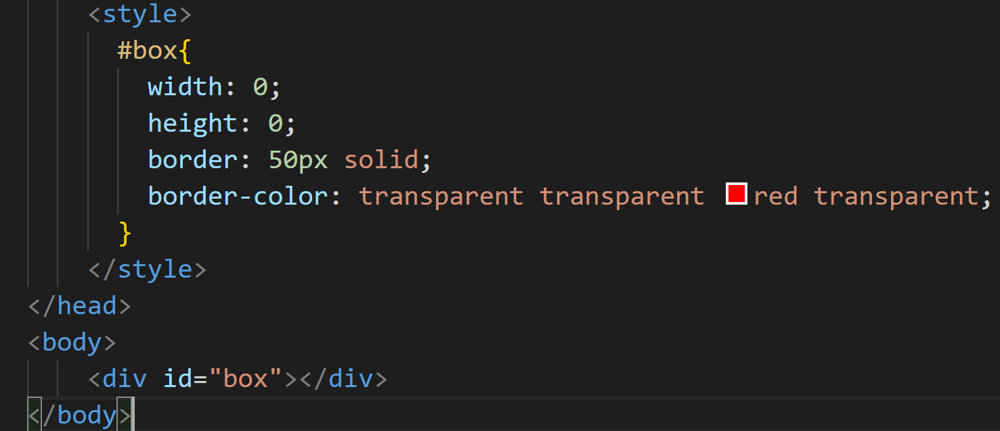 <style>
#box{
width: 0;
height: 0;
border: 50px solid;
border-color: transparent transparent red transparent;
}
</style>
</head>
<body>
<div id="box"></div>
</body>